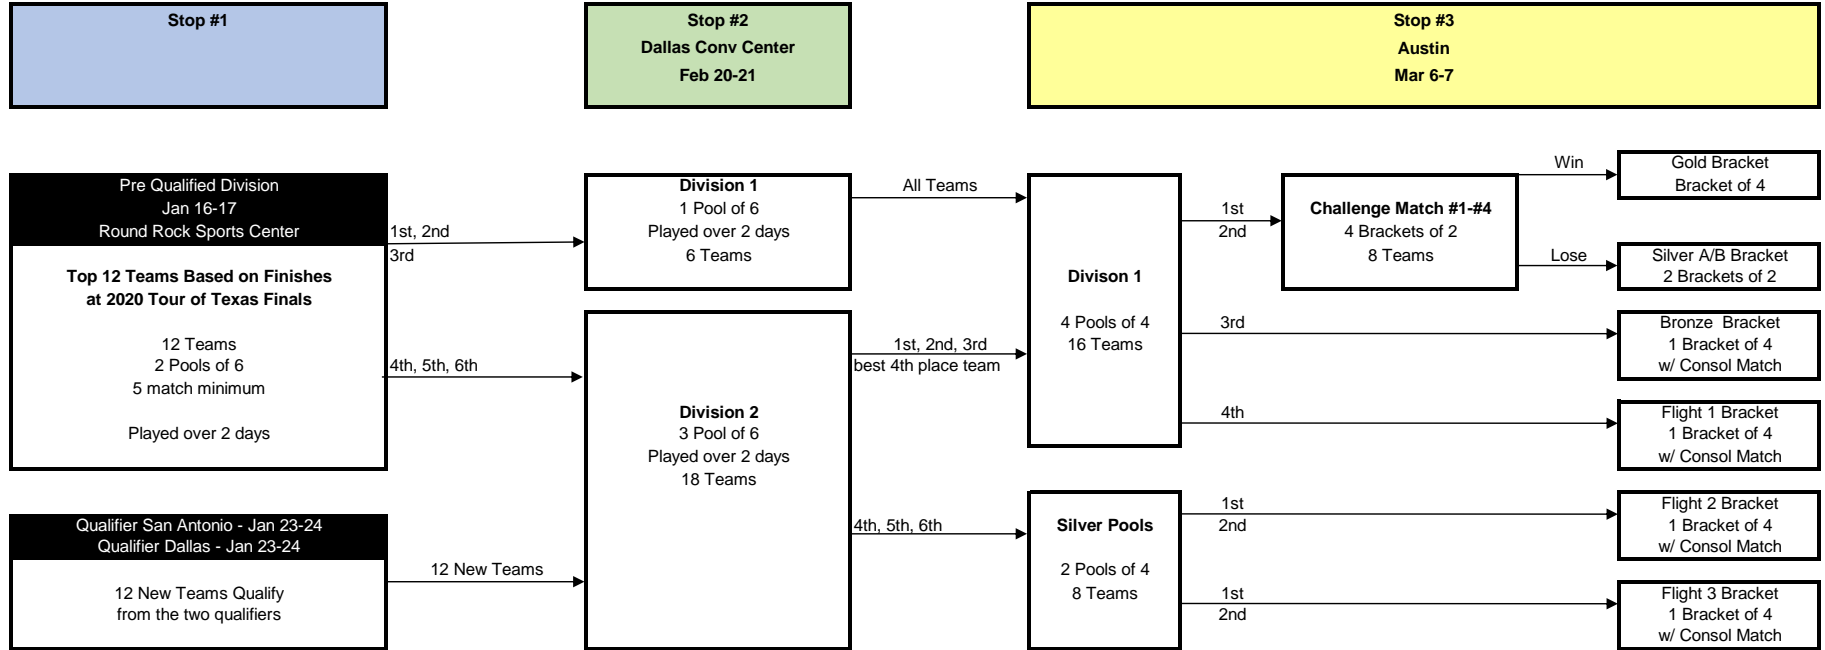 Stop #1
Stop #2
Dallas Conv Center
Feb 20-21
Stop #3
Austin
Mar 6-7
Pre Qualified Division
Jan 16-17
Round Rock Sports Center
Top 12 Teams Based on Finishes
at 2020 Tour of Texas Finals
12 Teams
2 Pools of 6
5 match minimum
Played over 2 days
1st, 2nd
3rd
4th, 5th, 6th
Qualifier San Antonio - Jan 23-24
Qualifier Dallas - Jan 23-24
12 New Teams Qualify
from the two qualifiers
12 New Teams
Division 1
1 Pool of 6
Played over 2 days
6 Teams
All Teams
Division 2
3 Pool of 6
Played over 2 days
18 Teams
1st, 2nd, 3rd
best 4th place team
4th, 5th, 6th
Divison 1
4 Pools of 4
16 Teams
1st
2nd
3rd
4th
Silver Pools
2 Pools of 4
8 Teams
1st
2nd
1st
2nd
Challenge Match #1-#4
4 Brackets of 2
8 Teams
Win
Lose
Gold Bracket
Bracket of 4
Silver A/B Bracket
2 Brackets of 2
Bronze  Bracket
1 Bracket of 4
w/ Consol Match
Flight 1 Bracket
1 Bracket of 4
w/ Consol Match
Flight 2 Bracket
1 Bracket of 4
w/ Consol Match
Flight 3 Bracket
1 Bracket of 4
w/ Consol Match